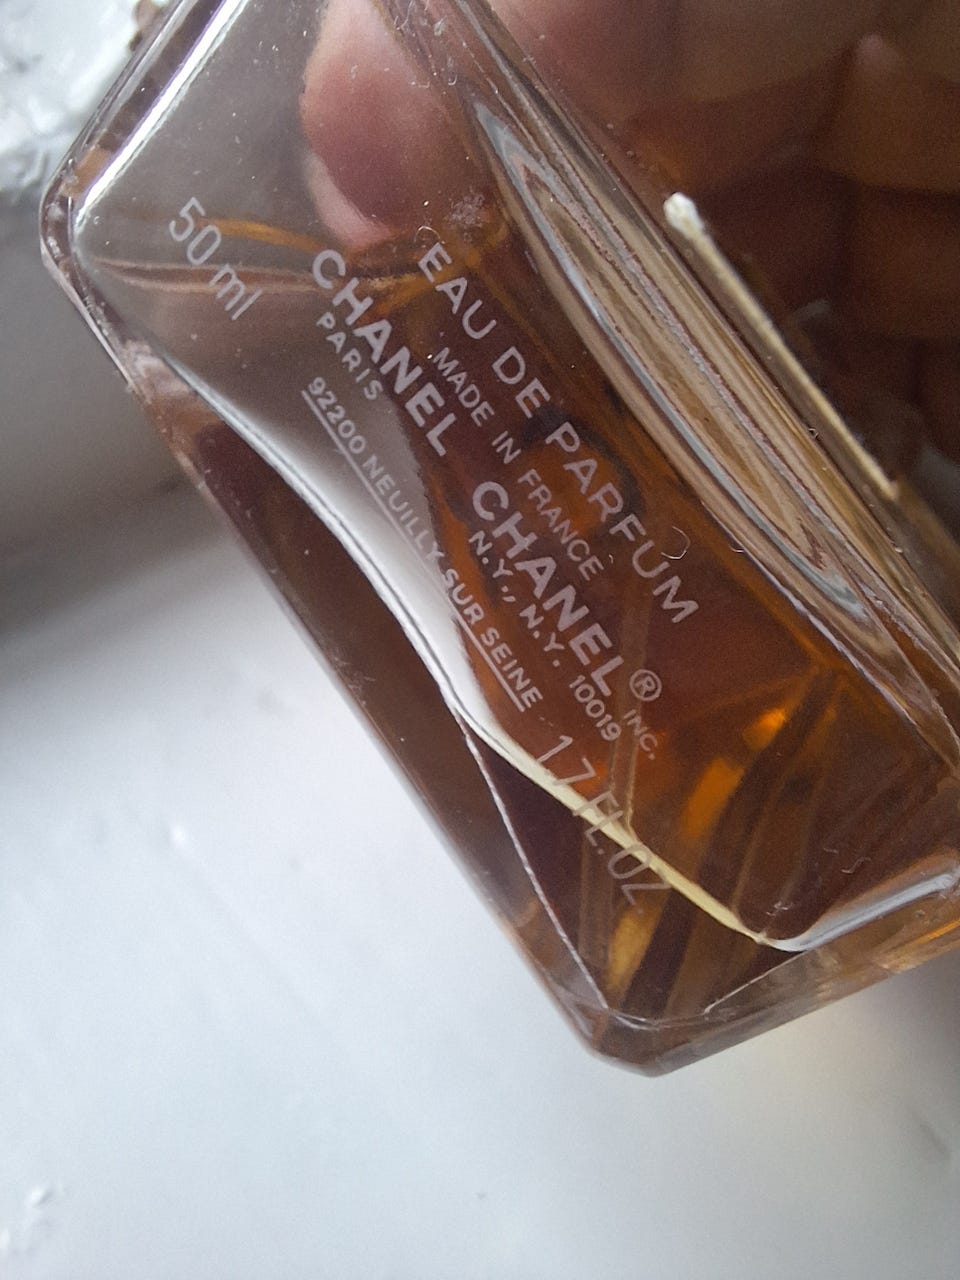 EAU DE PARFUM
MADE IN FRANCE
CHANEL CHANEL® INC.
PARIS N.Y., N.Y. 10019
92200 NEUILLY SUR SEINE
50 ml 1.7 FL.OZ